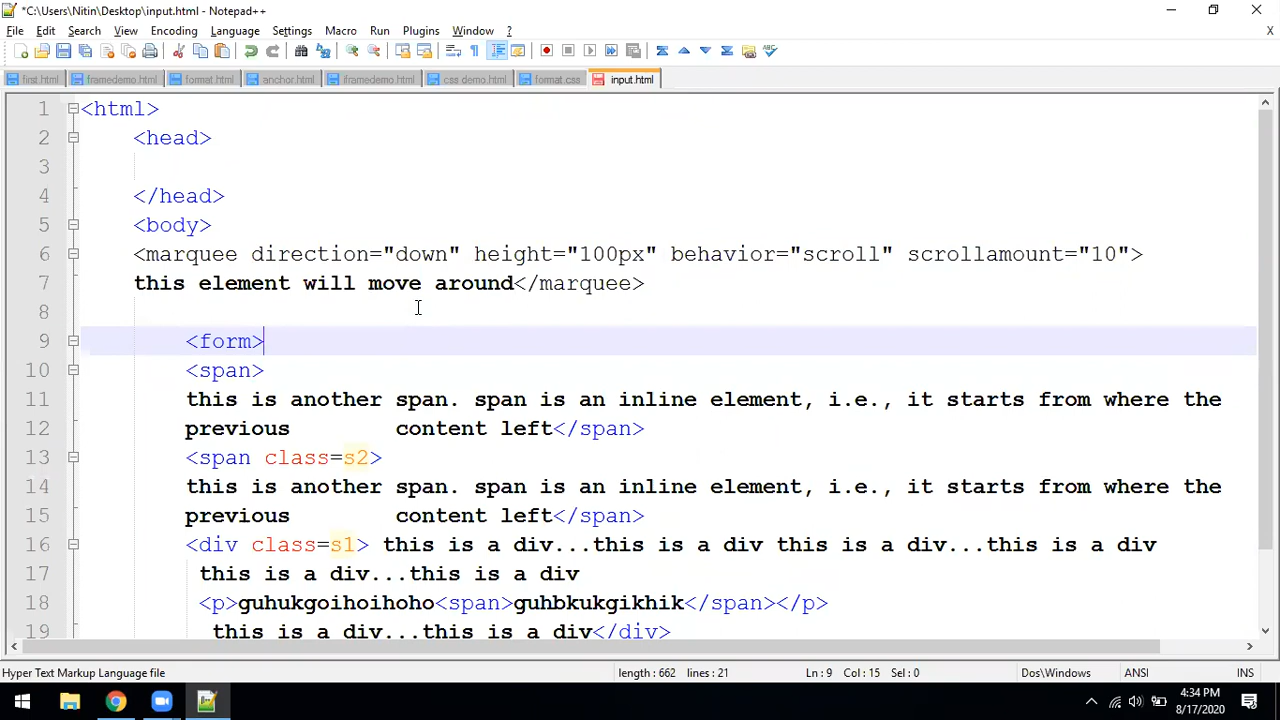 *C:\Users\Nitin\Desktop\input.html - Notepad++
File Edit Search View Encoding Language Settings Macro Run Plugins Window ? X
first.html framedemo.html format.html anchor.html iframedemo.html css demo.html format.css input.html
1 <html>
2 <head>
3
4 </head>
5 <body>
6 <marquee direction="down" height="100px" behavior="scroll" scrollamount="10">
7 this element will move around</marquee>
8
9 <form>
10 <span>
11 this is another span. span is an inline element, i.e., it starts from where the
12 previous content left</span>
13 <span class=s2>
14 this is another span. span is an inline element, i.e., it starts from where the
15 previous content left</span>
16 <div class=s1> this is a div...this is a div this is a div...this is a div
17 this is a div...this is a div
18 <p>guhukgoihoihoho<span>guhbkukgikhik</span></p>
19 this is a div...this is a div</div>
Hyper Text Markup Language file length : 662 lines : 21 Ln : 9 Col : 15 Sel : 0 Dos\Windows ANSI INS
4:34 PM
8/17/2020